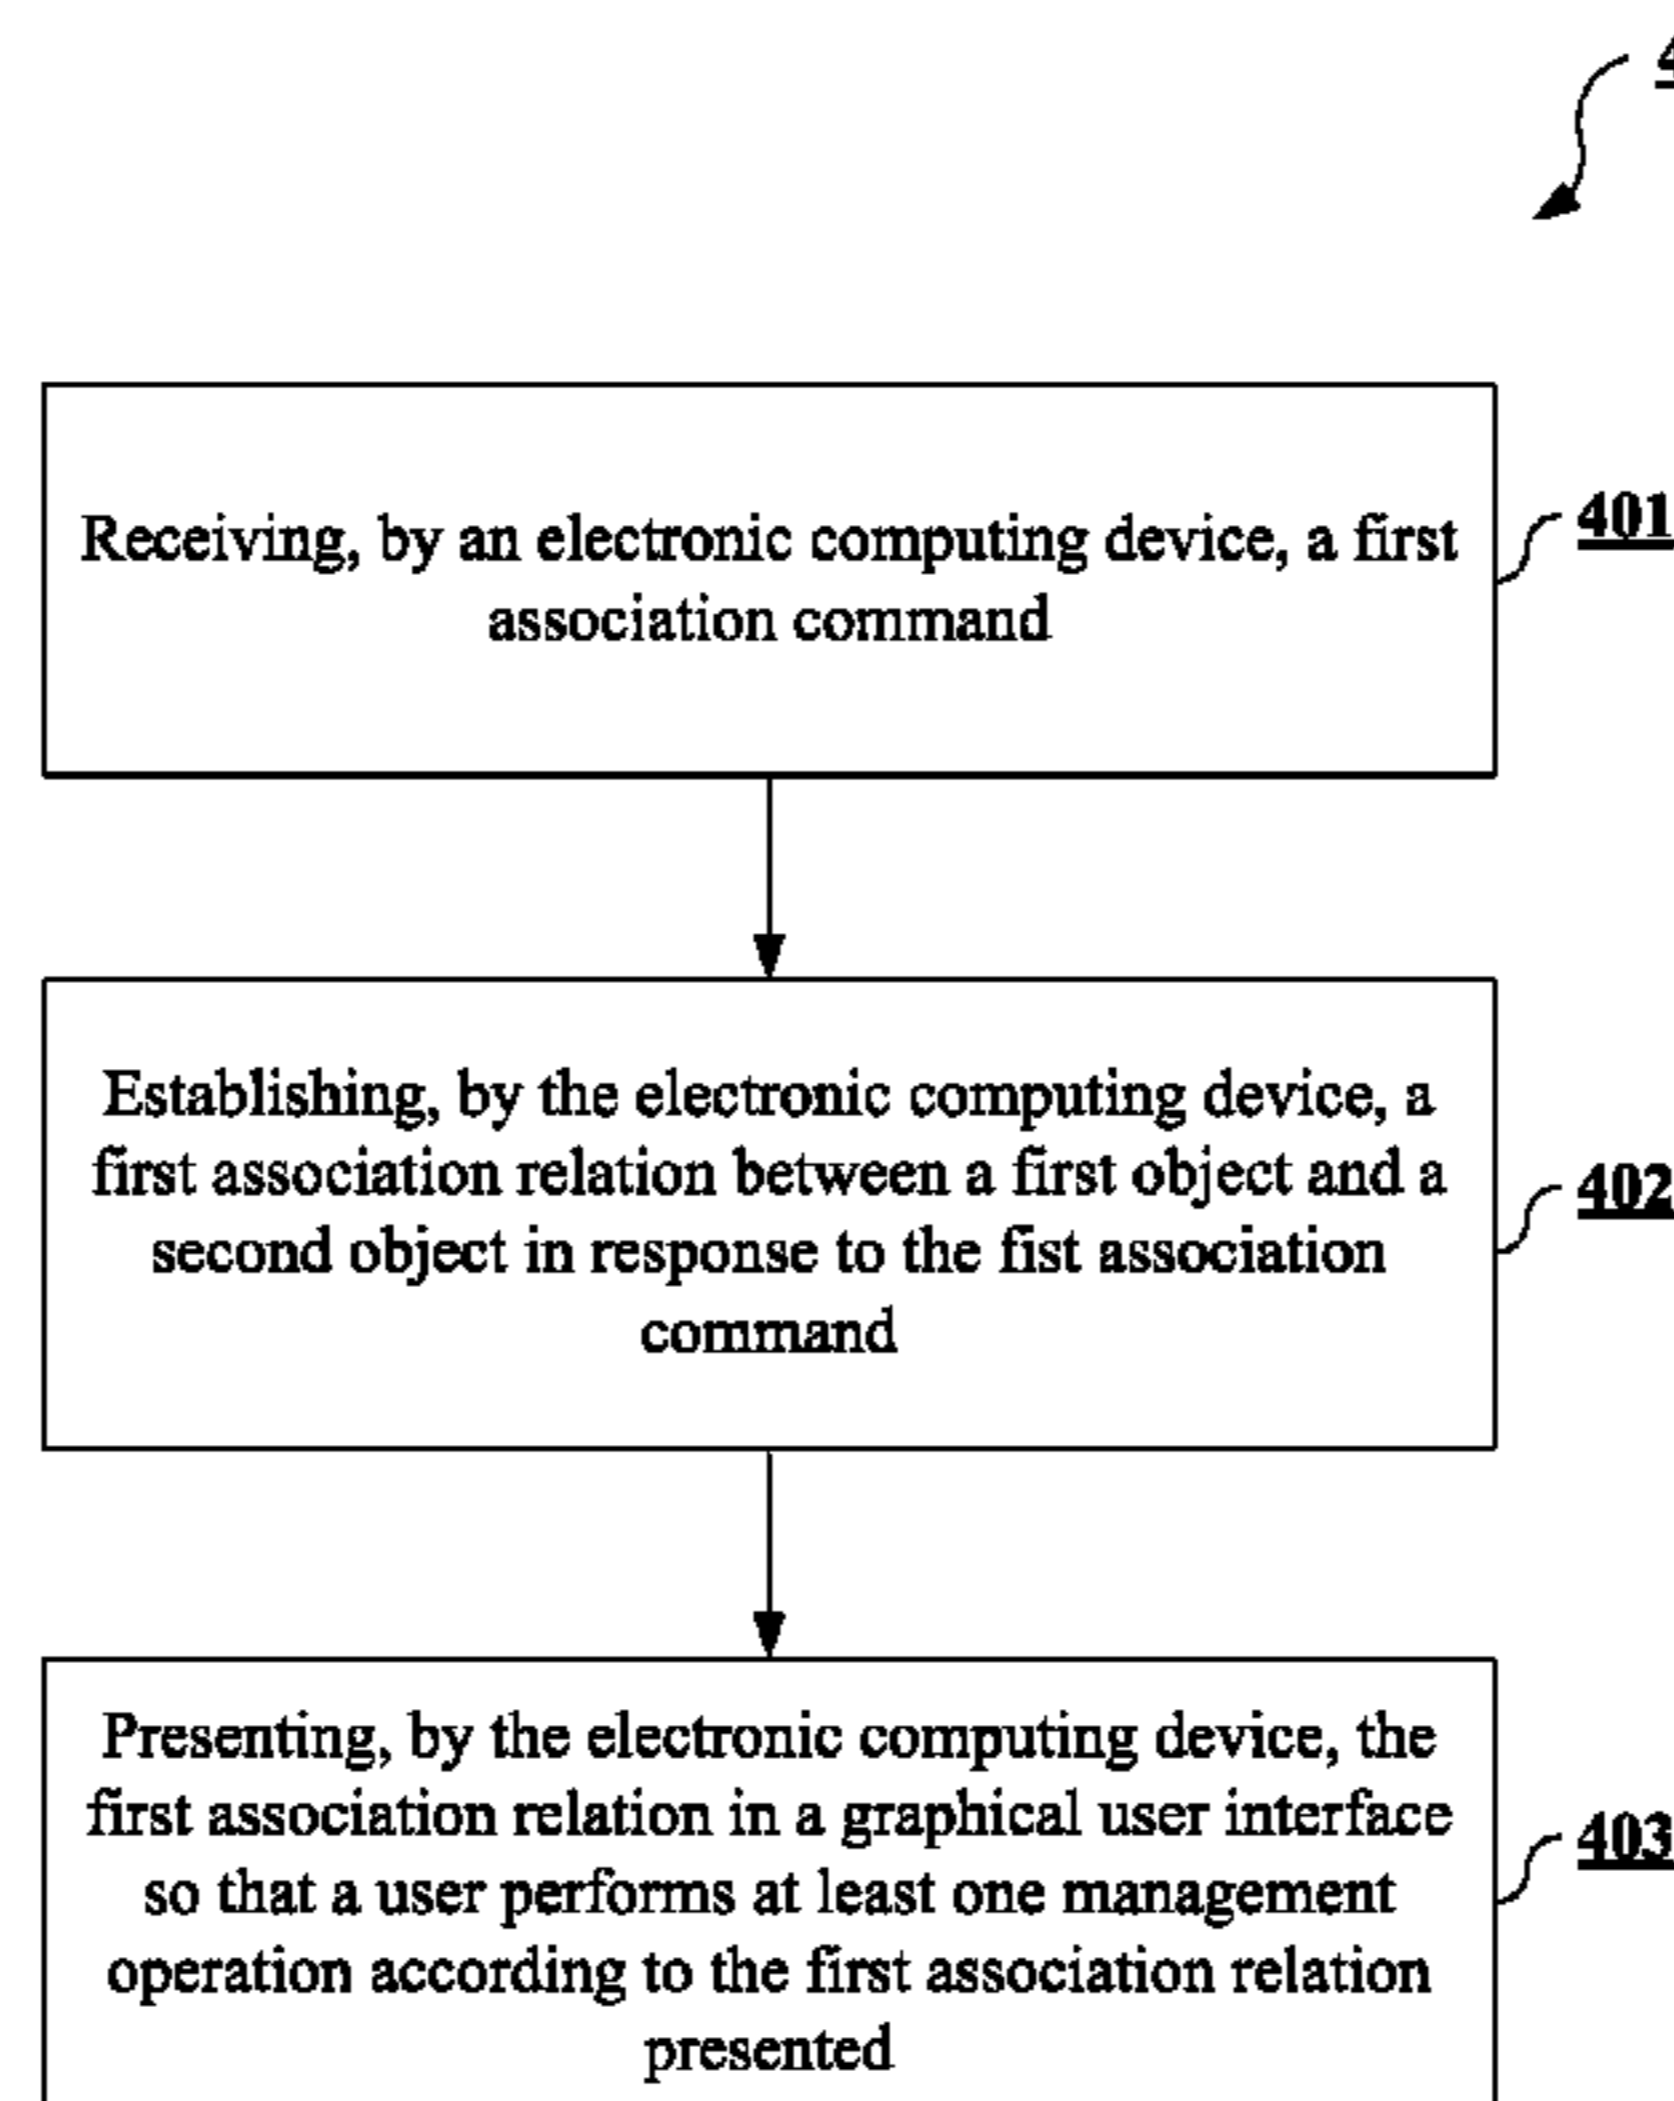 Receiving, by an electronic computing device, a first
association command
401
Establishing, by the electronic computing device, a
first association relation between a first object and a
second object in response to the fist association
command
402
Presenting, by the electronic computing device, the
first association relation in a graphical user interface
so that a user performs at least one management
operation according to the first association relation
presented
403